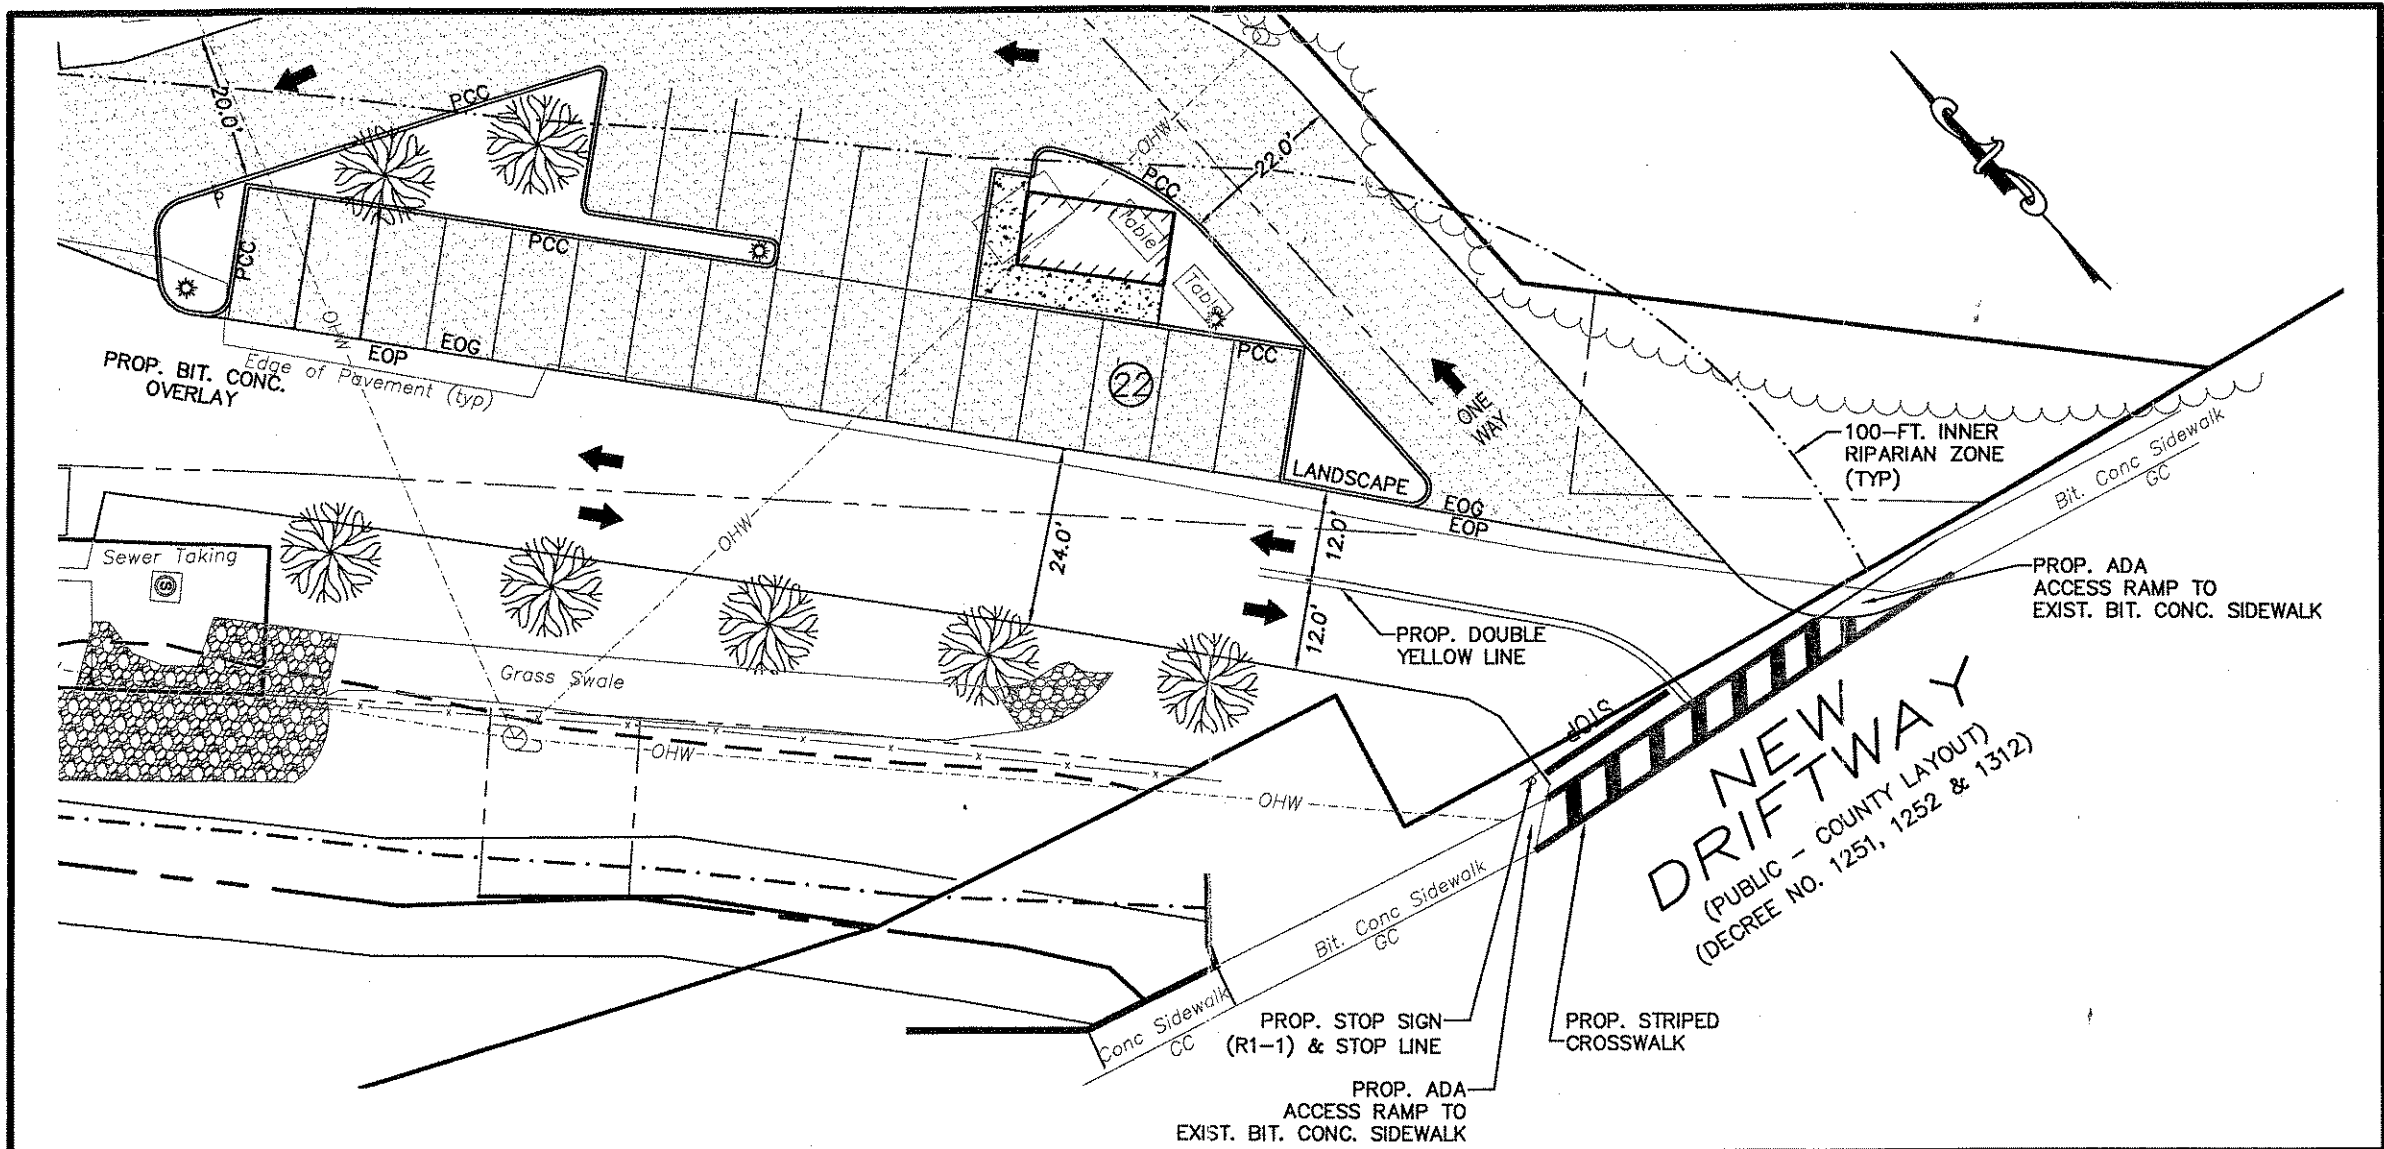 20.0'
PCC
OHW
PCC
22.0'
Table
Table
P
PCC
PCC
OHW
EOP
EOG
Edge of Pavement (typ)
PROP. BIT. CONC.
OVERLAY
22
PCC
ONE
WAY
LANDSCAPE
EOG
EOP
100-FT. INNER
RIPARIAN ZONE
(TYP)
Bit. Conc Sidewalk
GC
OHW
24.0'
12.0'
12.0'
Sewer Taking
S
PROP. DOUBLE
YELLOW LINE
PROP. ADA
ACCESS RAMP TO
EXIST. BIT. CONC. SIDEWALK
Grass Swale
OHW
OHW
STOP
NEW
DRIFTWAY
(PUBLIC - COUNTY LAYOUT)
(DECREE NO. 1251, 1252 & 1312)
Bit. Conc Sidewalk
GC
Conc Sidewalk
CC
PROP. STOP SIGN
(R1-1) & STOP LINE
PROP. STRIPED
CROSSWALK
PROP. ADA
ACCESS RAMP TO
EXIST. BIT. CONC. SIDEWALK